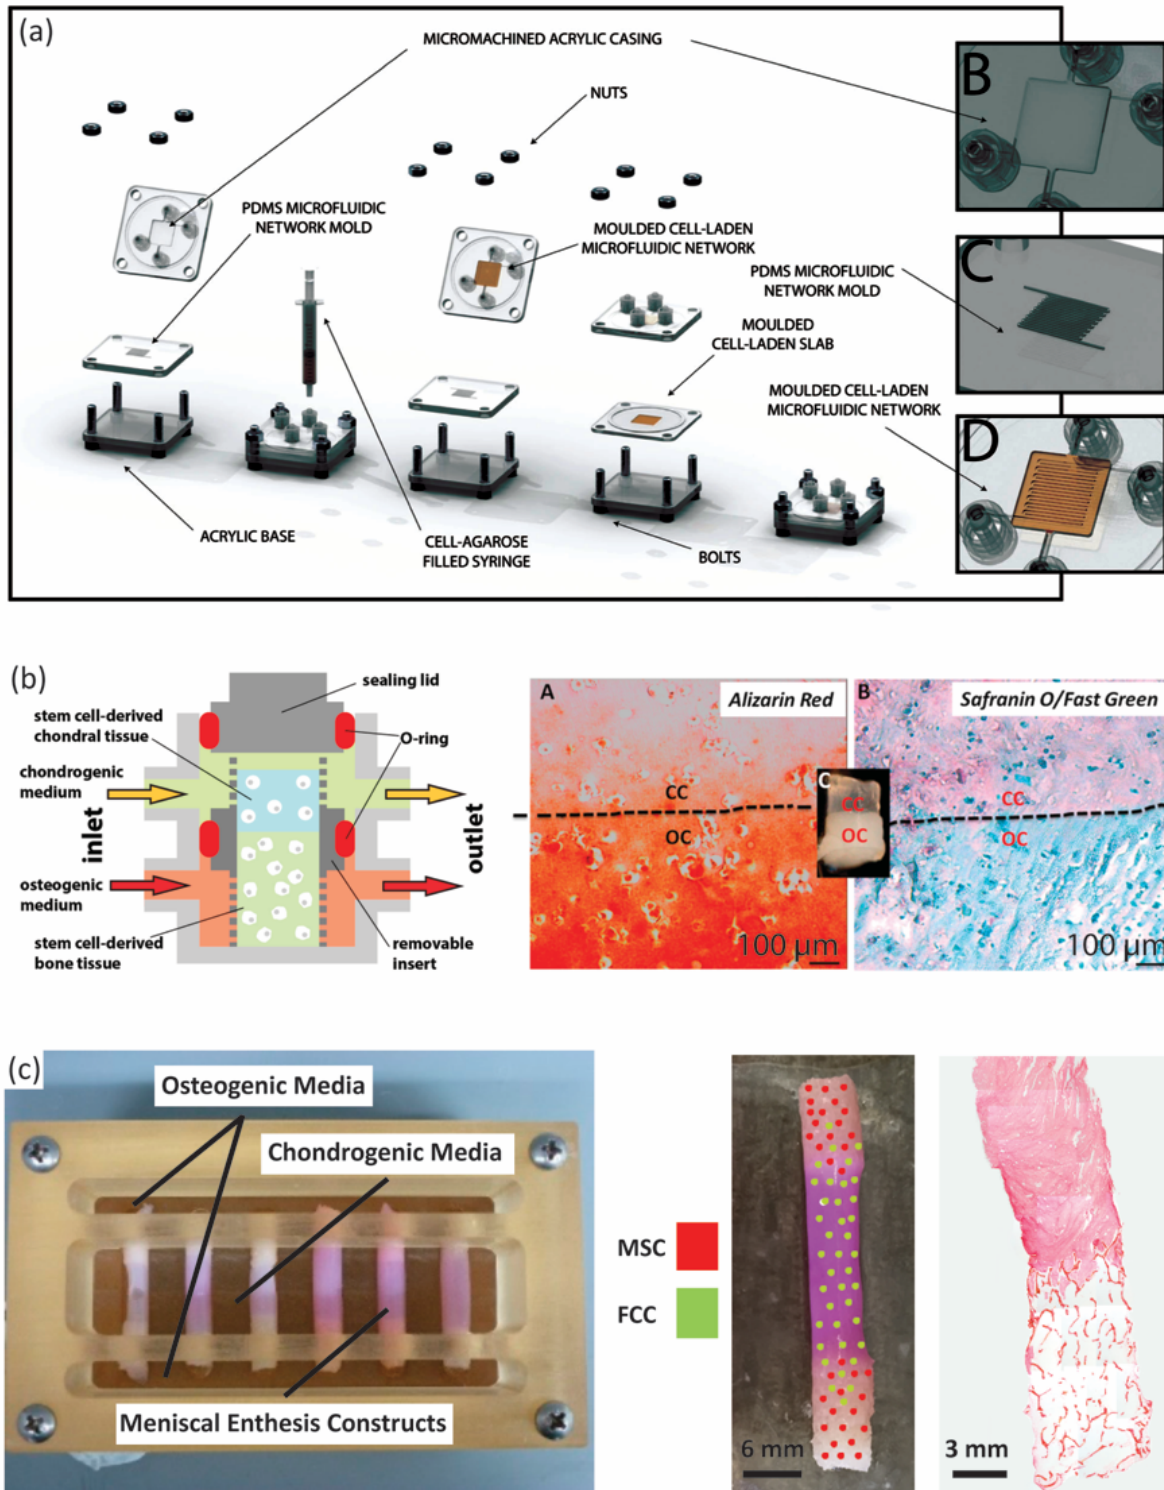 (a)
MICROMACHINED ACRYLIC CASING
NUTS
PDMS MICROFLUIDIC
NETWORK MOLD
MOULDED CELL-LADEN
MICROFLUIDIC NETWORK
PDMS MICROFLUIDIC
NETWORK MOLD
MOULDED
CELL-LADEN SLAB
MOULDED CELL-LADEN
MICROFLUIDIC NETWORK
ACRYLIC BASE
CELL-AGAROSE
FILLED SYRINGE
BOLTS
B
C
D
(b)
sealing lid
stem cell-derived
chondral tissue
O-ring
chondrogenic
medium
inlet
outlet
osteogenic
medium
stem cell-derived
bone tissue
removable
insert
A
Alizarin Red
CC
OC
100 µm
C
CC
OC
B
Safranin O/Fast Green
CC
OC
100 µm
(c)
Osteogenic Media
Chondrogenic Media
Meniscal Enthesis Constructs
MSC
FCC
6 mm
3 mm